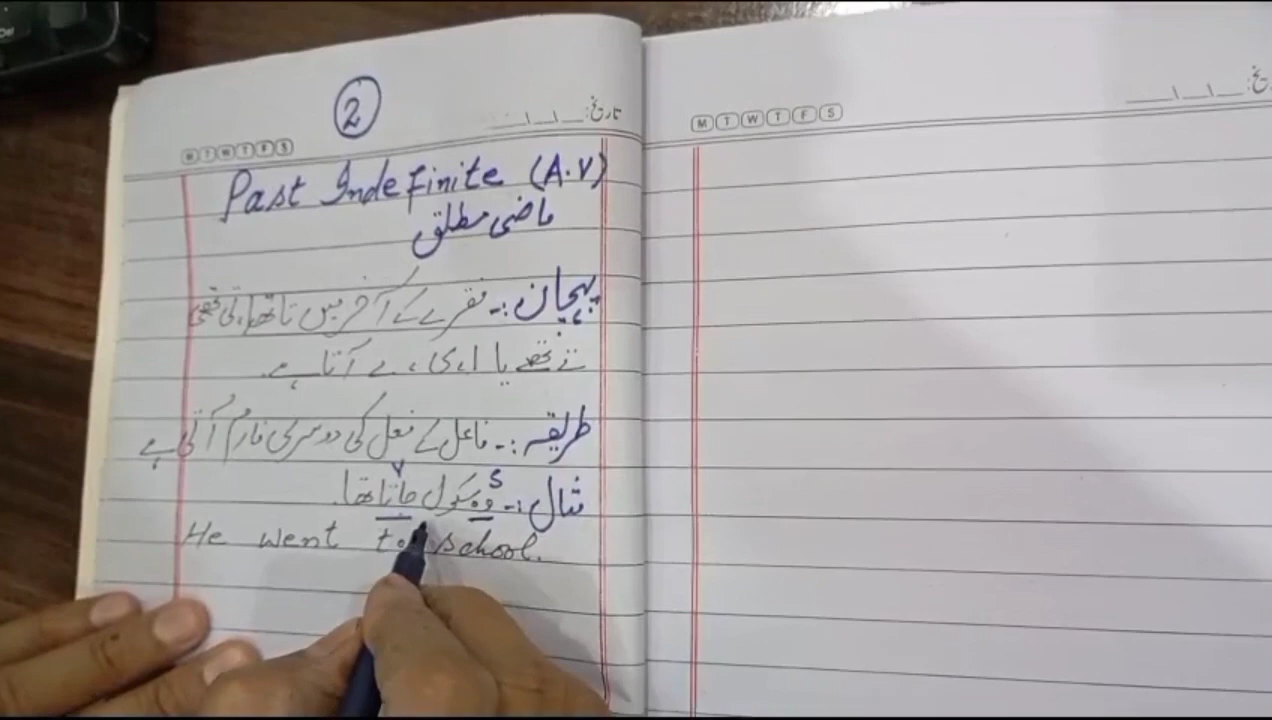 2
تاریخ:
M T W T F S
M T W T F S
Past Indefinite (A.V)
ماضی مطلق
پہچان :- فقرے کے آخر میں تا تھا، تی تھی
تے تھے یا ا، ی، ے آتا ہے۔
طریقہ :- فاعل کے فعل کی دوسری فارم آتی ہے
V S
مثال :- وہ سکول جاتا تھا۔
He went to school.